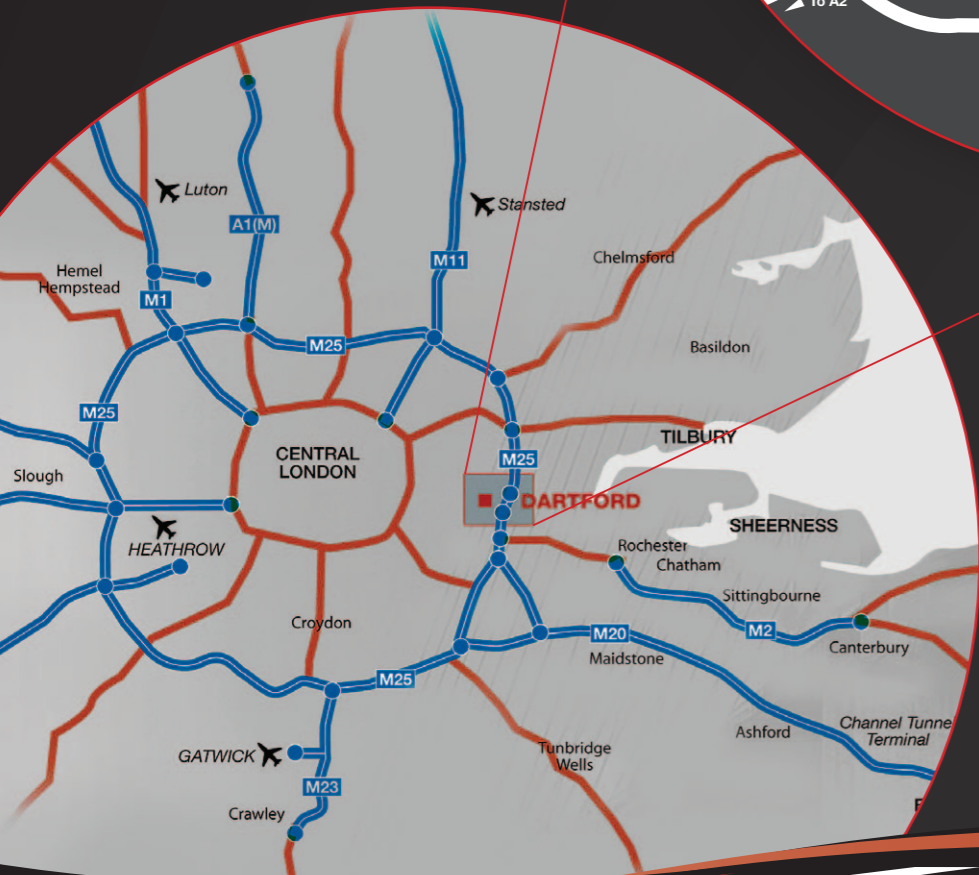 To A2
Luton
Stansted
A1(M)
Chelmsford
M11
Hemel
Hempstead
M1
M25
Basildon
M25
TILBURY
CENTRAL
LONDON
M25
Slough
DARTFORD
SHEERNESS
HEATHROW
Rochester
Chatham
Sittingbourne
Croydon
M2
M20
Canterbury
Maidstone
M25
Channel Tunne
Terminal
Ashford
GATWICK
Tunbridge
Wells
M23
Crawley